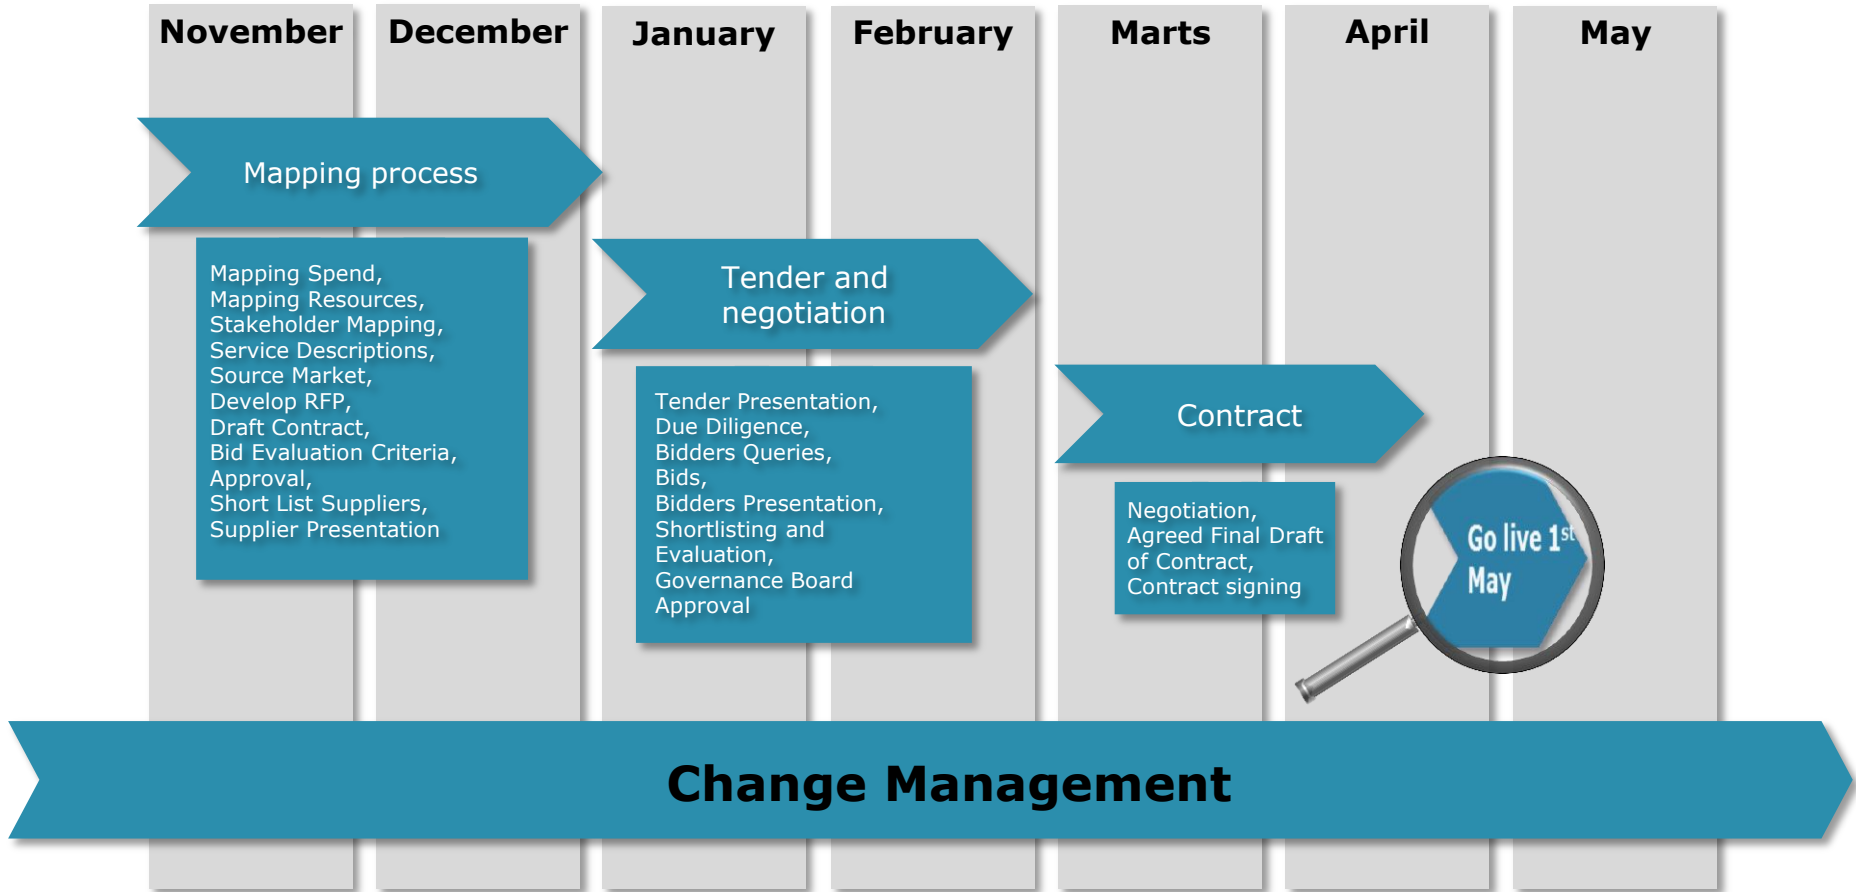 November
December
January
February
Marts
April
May
Mapping process
Mapping Spend,
Mapping Resources,
Stakeholder Mapping,
Service Descriptions,
Source Market,
Develop RFP,
Draft Contract,
Bid Evaluation Criteria,
Approval,
Short List Suppliers,
Supplier Presentation
Tender and
negotiation
Tender Presentation,
Due Diligence,
Bidders Queries,
Bids,
Bidders Presentation,
Shortlisting and
Evaluation,
Governance Board
Approval
Contract
Negotiation,
Agreed Final Draft
of Contract,
Contract signing
Go live 1st
May
Change Management